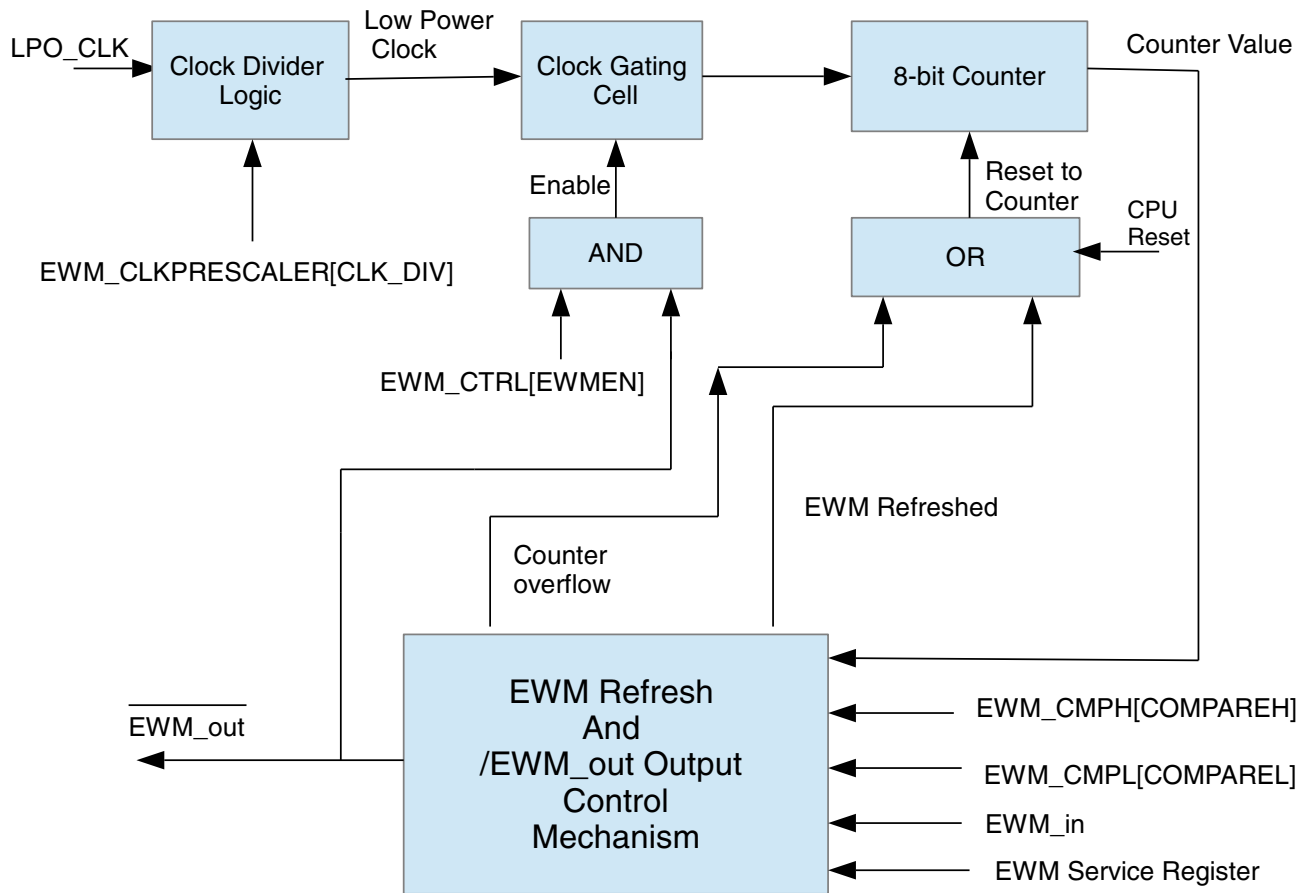 LPO_CLK
Clock Divider
Logic
Low Power
Clock
Clock Gating
Cell
8-bit Counter
Counter Value
Enable
Reset to
Counter
CPU
Reset
AND
OR
EWM_CLKPRESCALER[CLK_DIV]
EWM_CTRL[EWMEN]
EWM Refreshed
Counter
overflow
EWM_out
EWM Refresh
And
/EWM_out Output
Control
Mechanism
EWM_CMPH[COMPAREH]
EWM_CMPL[COMPAREL]
EWM_in
EWM Service Register